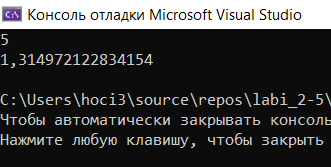 Консоль отладки Microsoft Visual Studio
5
1,314972122834154
C:\Users\hoci3\source\repos\labi_2-5\
Чтобы автоматически закрывать консоль
Нажмите любую клавишу, чтобы закрыть